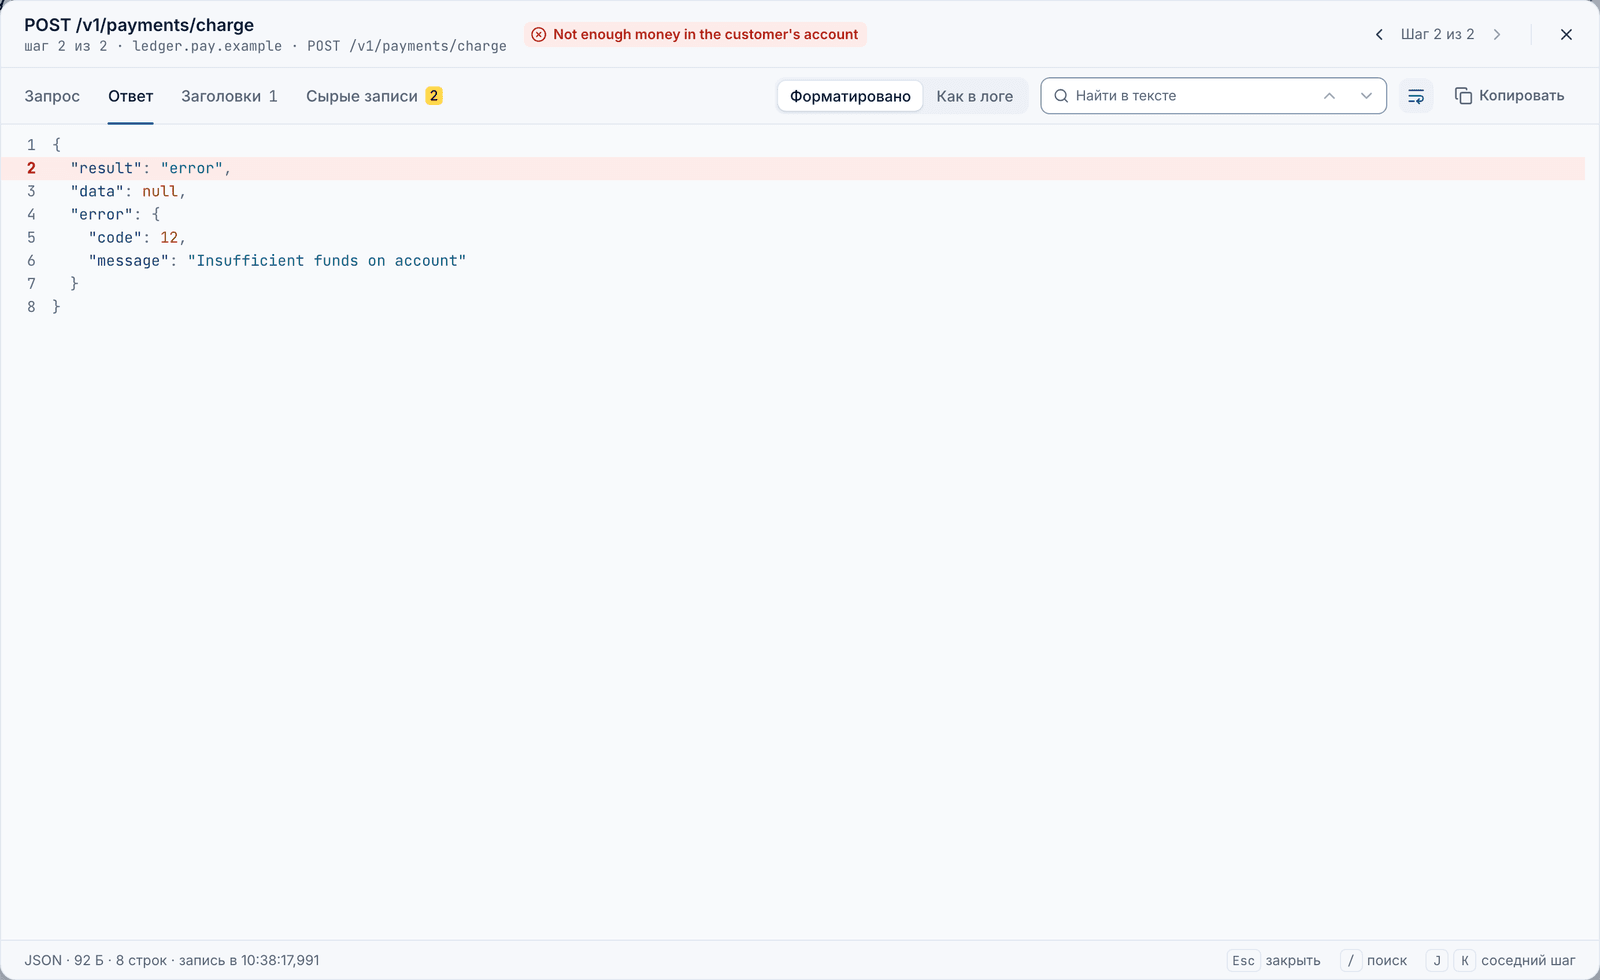 POST /v1/payments/charge
шаг 2 из 2 · ledger.pay.example · POST /v1/payments/charge
Not enough money in the customer's account
Шаг 2 из 2
Запрос
Ответ
Заголовки 1
Сырые записи 2
Форматировано
Как в логе
Найти в тексте
Копировать
1 {
2 "result": "error",
3 "data": null,
4 "error": {
5 "code": 12,
6 "message": "Insufficient funds on account"
7 }
8 }
JSON · 92 Б · 8 строк · запись в 10:38:17,991
Esc закрыть
/ поиск
J K соседний шаг